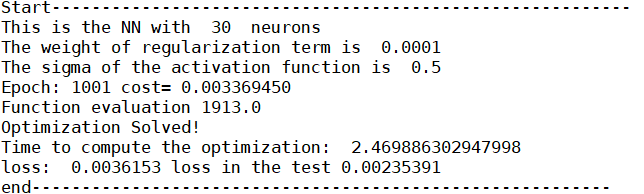 Start-------------------------------------------------------------
This is the NN with  30  neurons
The weight of regularization term is  0.0001
The sigma of the activation function is  0.5
Epoch: 1001 cost= 0.003369450
Function evaluation 1913.0
Optimization Solved!
Time to compute the optimization:  2.469886302947998
loss:  0.0036153 loss in the test 0.00235391
end-------------------------------------------------------------